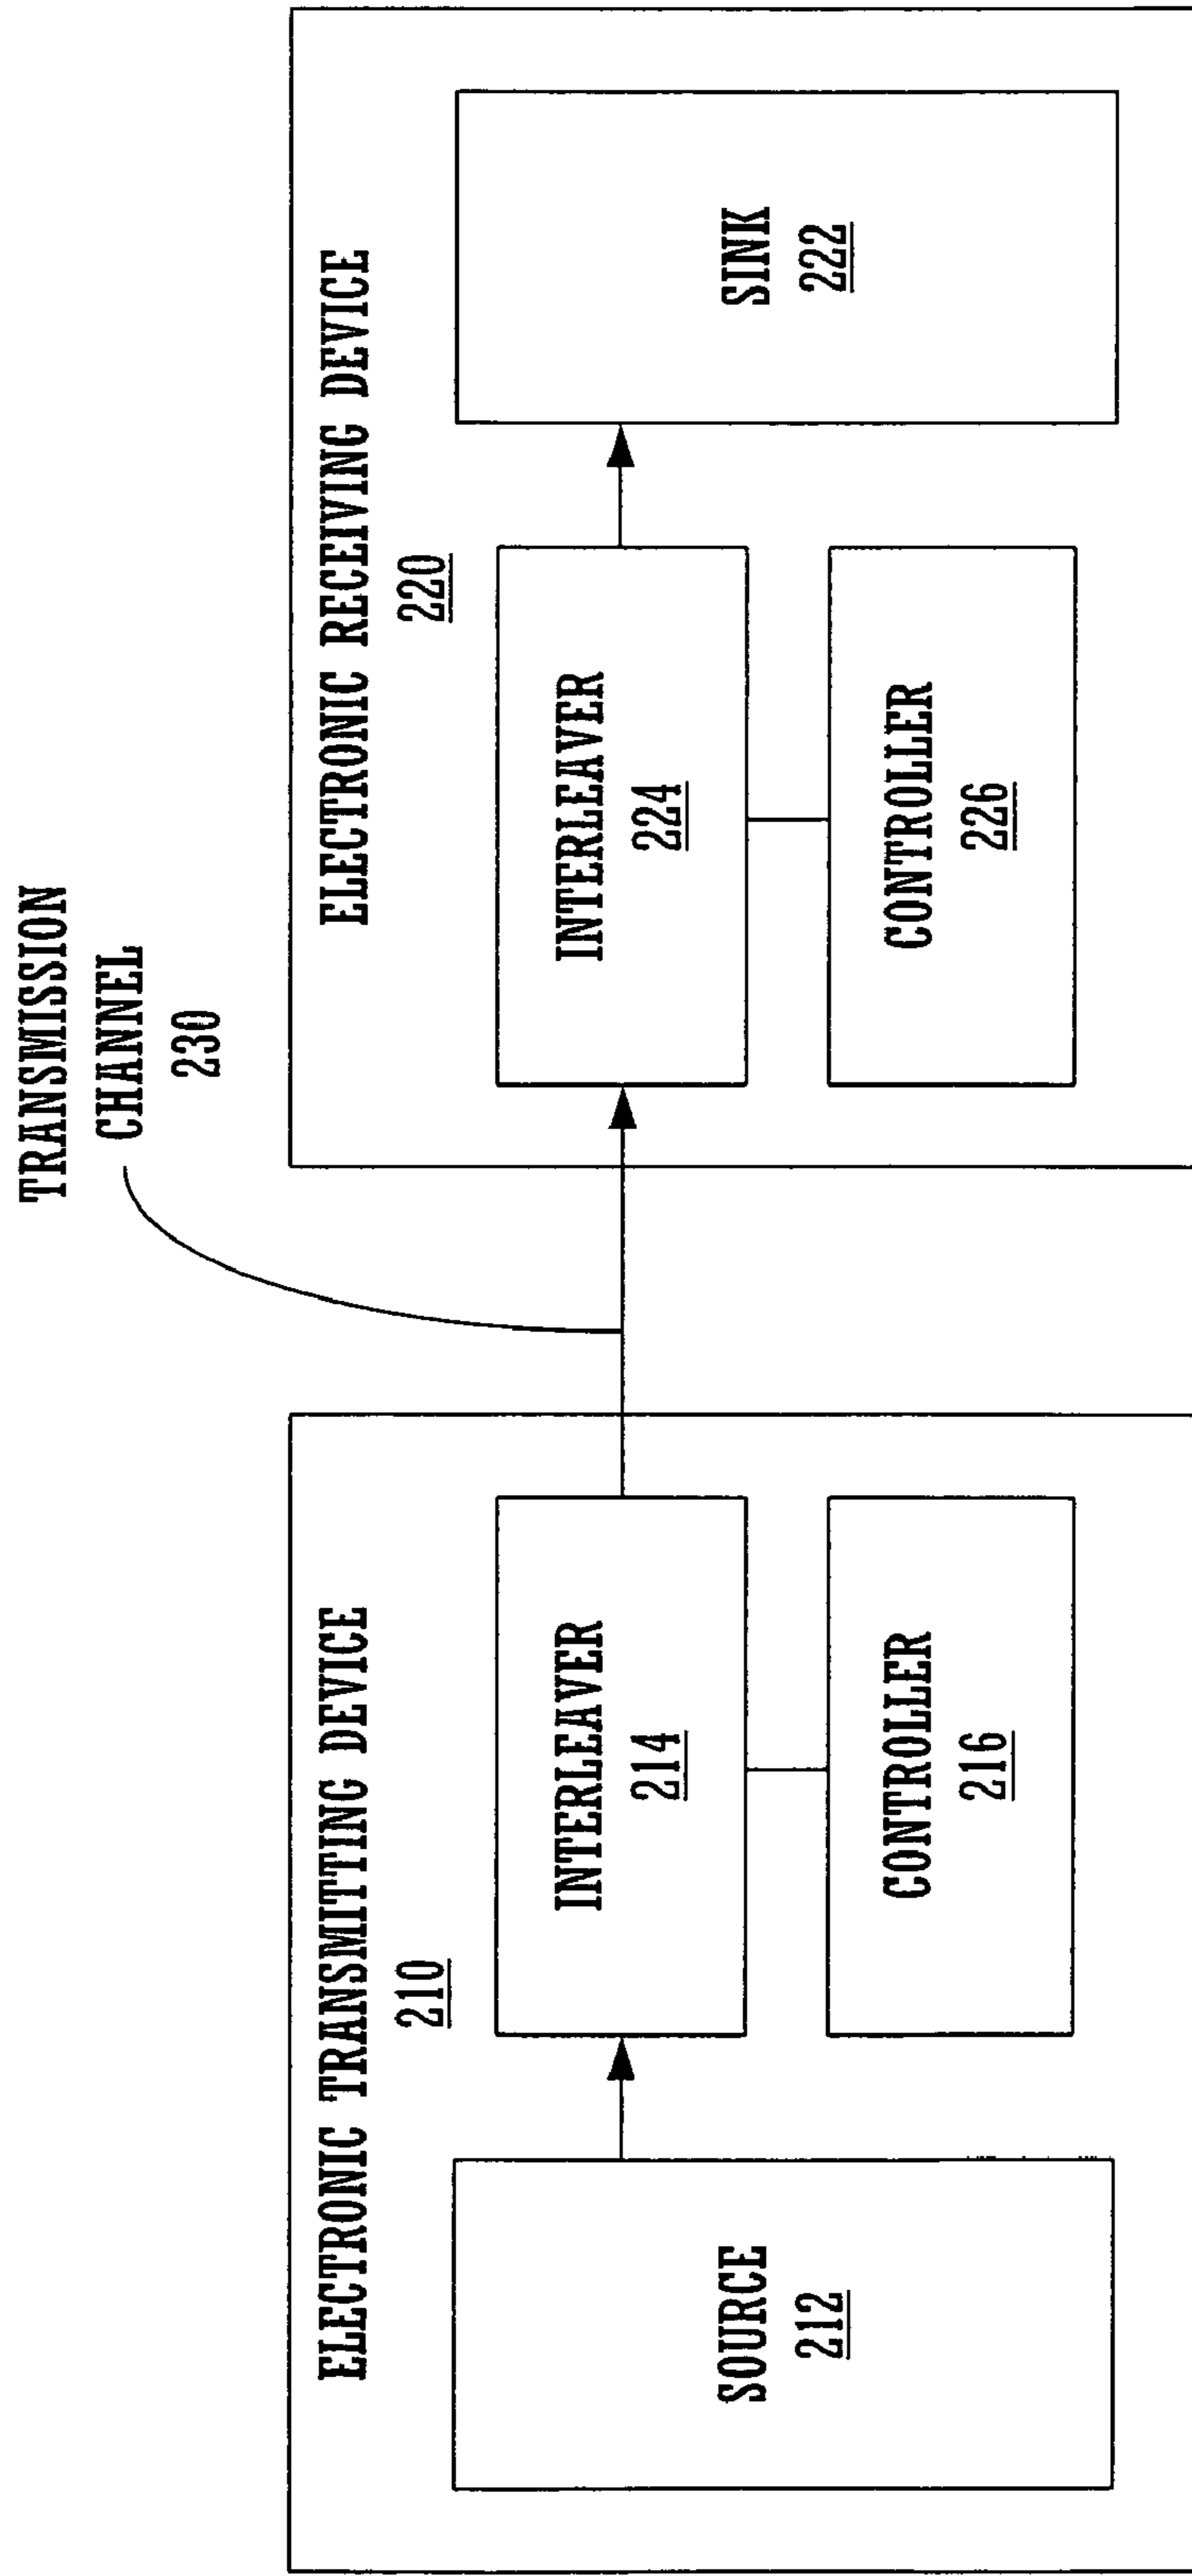 TRANSMISSION
CHANNEL
230
ELECTRONIC TRANSMITTING DEVICE
210
SOURCE
212
INTERLEAVER
214
CONTROLLER
216
ELECTRONIC RECEIVING DEVICE
220
INTERLEAVER
224
CONTROLLER
226
SINK
222